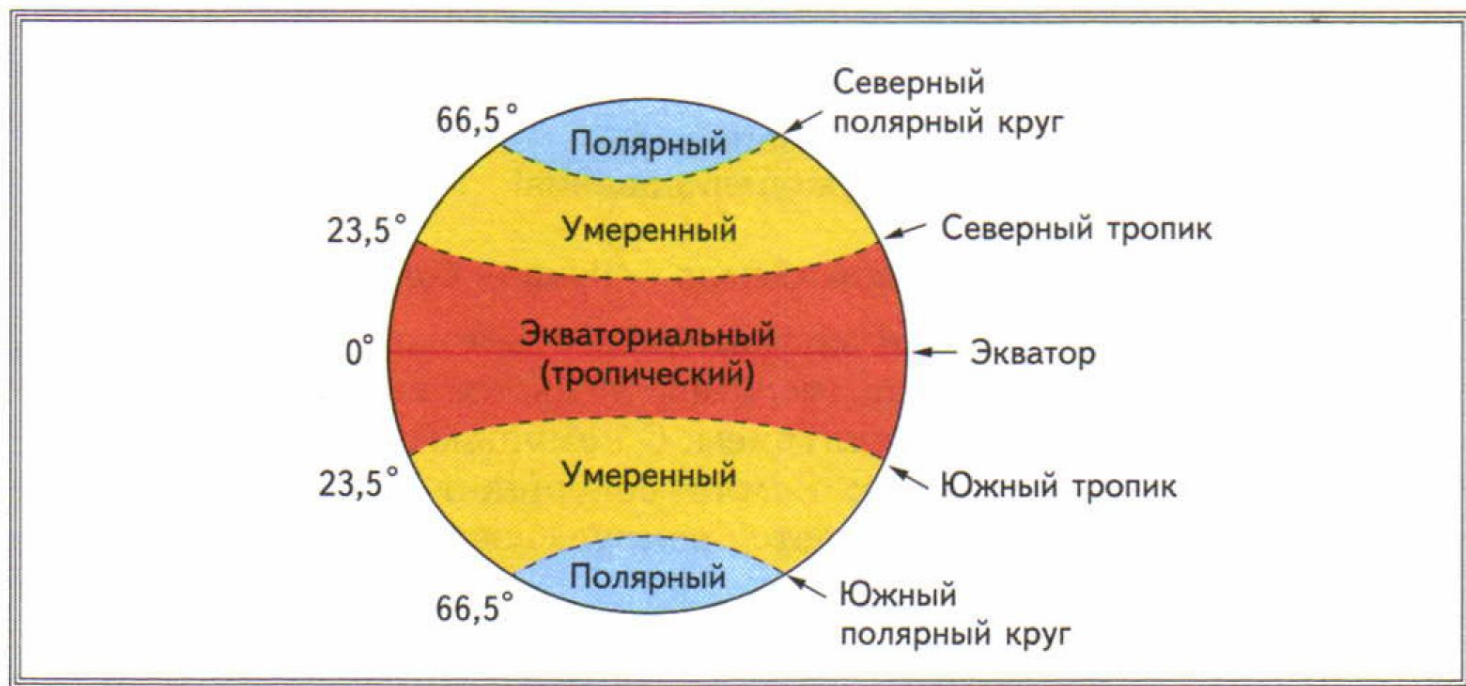 Северный
полярный круг
66,5°
Полярный
23,5°
Умеренный
Северный тропик
Экваториальный
(тропический)
0°
Экватор
Умеренный
23,5°
Южный тропик
Полярный
66,5°
Южный
полярный круг